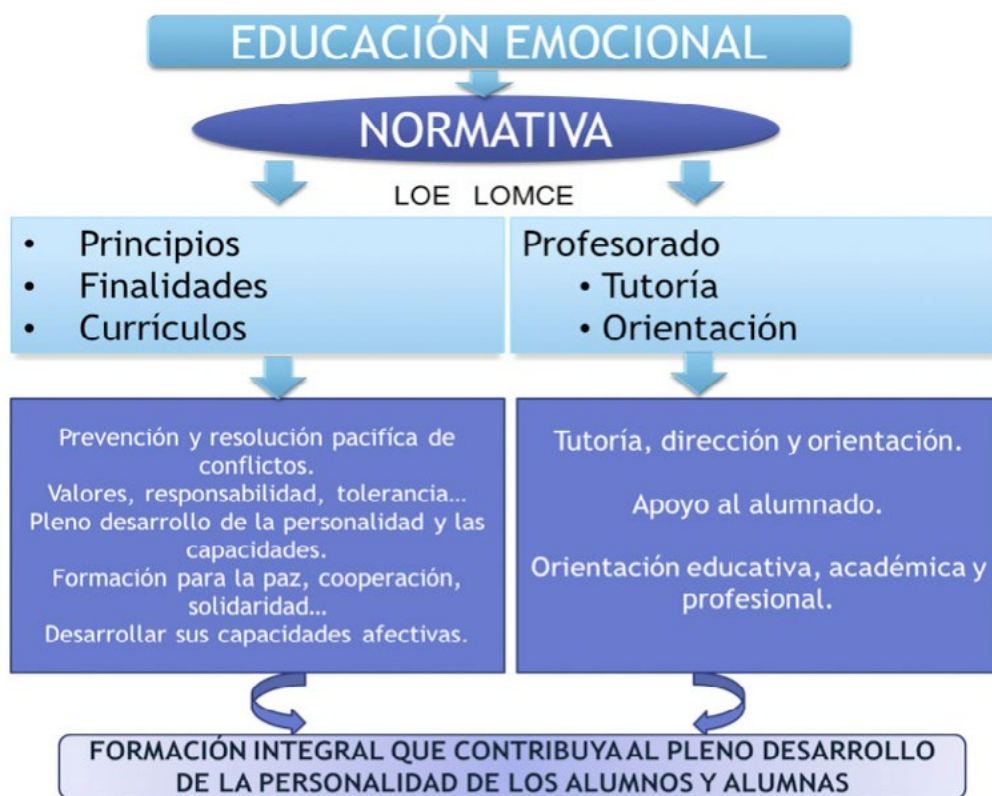 EDUCACIÓN EMOCIONAL
NORMATIVA
LOE LOMCE
• Principios
• Finalidades
• Currículos
Profesorado
• Tutoría
• Orientación
Prevención y resolución pacifíca de
conflictos.
Valores, responsabilidad, tolerancia...
Pleno desarrollo de la personalidad y las
capacidades.
Formación para la paz, cooperación,
solidaridad...
Desarrollar sus capacidades afectivas.
Tutoría, dirección y orientación.
Apoyo al alumnado.
Orientación educativa, académica y
profesional.
FORMACIÓN INTEGRAL QUE CONTRIBUYA AL PLENO DESARROLLO
DE LA PERSONALIDAD DE LOS ALUMNOS Y ALUMNAS